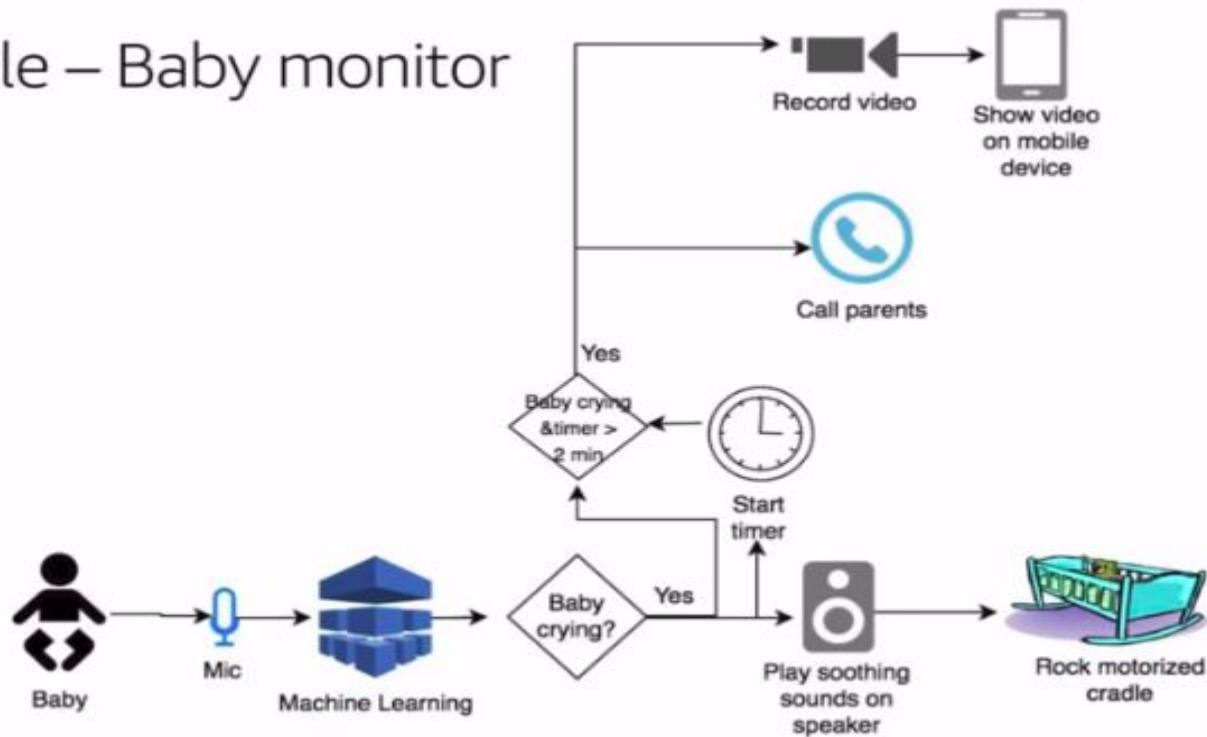 le – Baby monitor
Record video
Show video
on mobile
device
Call parents
Yes
Baby crying
&timer >
2 min
Start
timer
Baby
crying?
Yes
Baby
Mic
Machine Learning
Play soothing
sounds on
speaker
Rock motorized
cradle